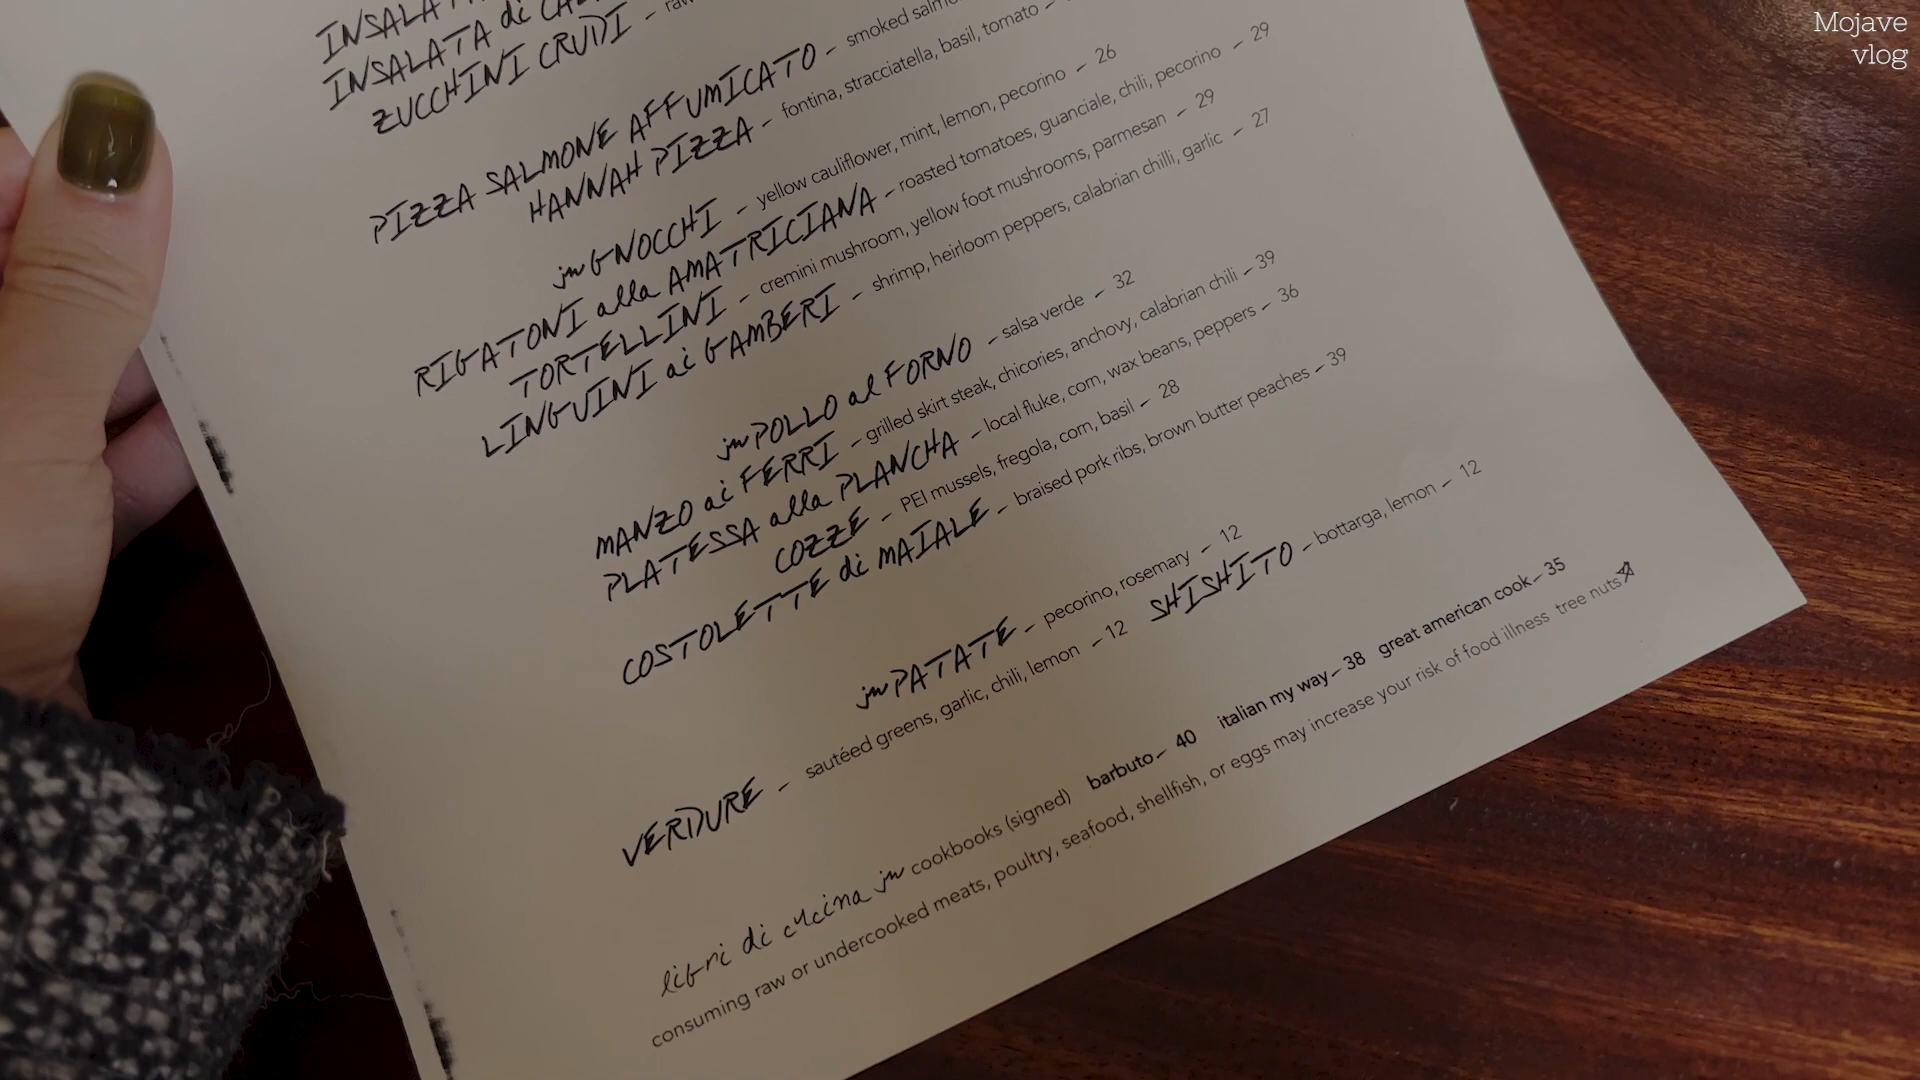 Mojave
vlog
INSALATA di
ZUCCHINI CRUDI –
PIZZA SALMONE AFFUMICATO – smoked
HANNAH PIZZA – fontina, stracciatella, basil, tomato –
jw GNOCCHI – yellow cauliflower, mint, lemon, pecorino – 26
RIGATONI alla AMATRICIANA – roasted tomatoes, guanciale, chili, pecorino – 29
TORTELLINI – cremini mushroom, yellow foot mushrooms, parmesan – 29
LINGUINI ai GAMBERI – shrimp, heirloom peppers, calabrian chilli, garlic – 27
jw POLLO al FORNO – salsa verde – 32
MANZO ai FERRI – grilled skirt steak, chicories, anchovy, calabrian chili – 39
PLATESSA alla PLANCHA – local fluke, corn, wax beans, peppers – 36
COZZE – PEI mussels, fregola, corn, basil – 28
COSTOLETTE di MAIALE – braised pork ribs, brown butter peaches – 39
jw PATATE – pecorino, rosemary – 12
VERDURE – sautéed greens, garlic, chili, lemon – 12 SHISHITO – bottarga, lemon – 12
libri di cucina jw cookbooks (signed) barbuto – 40 italian my way – 38 great american cook – 35
consuming raw or undercooked meats, poultry, seafood, shellfish, or eggs may increase your risk of food illness tree nuts